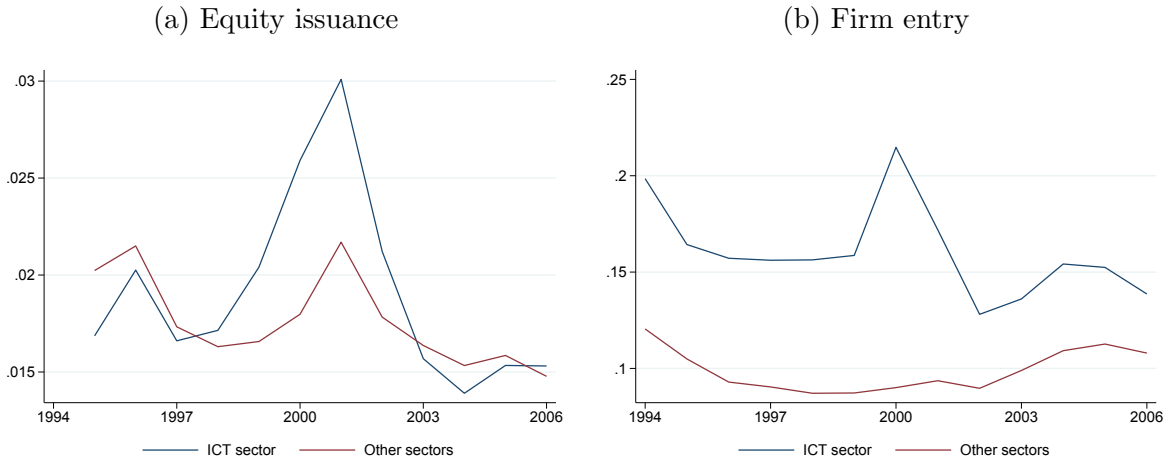 (a) Equity issuance
.03
.025
.02
.015
1994 1997 2000 2003 2006
ICT sector Other sectors
(b) Firm entry
.25
.2
.15
.1
1994 1997 2000 2003 2006
ICT sector Other sectors